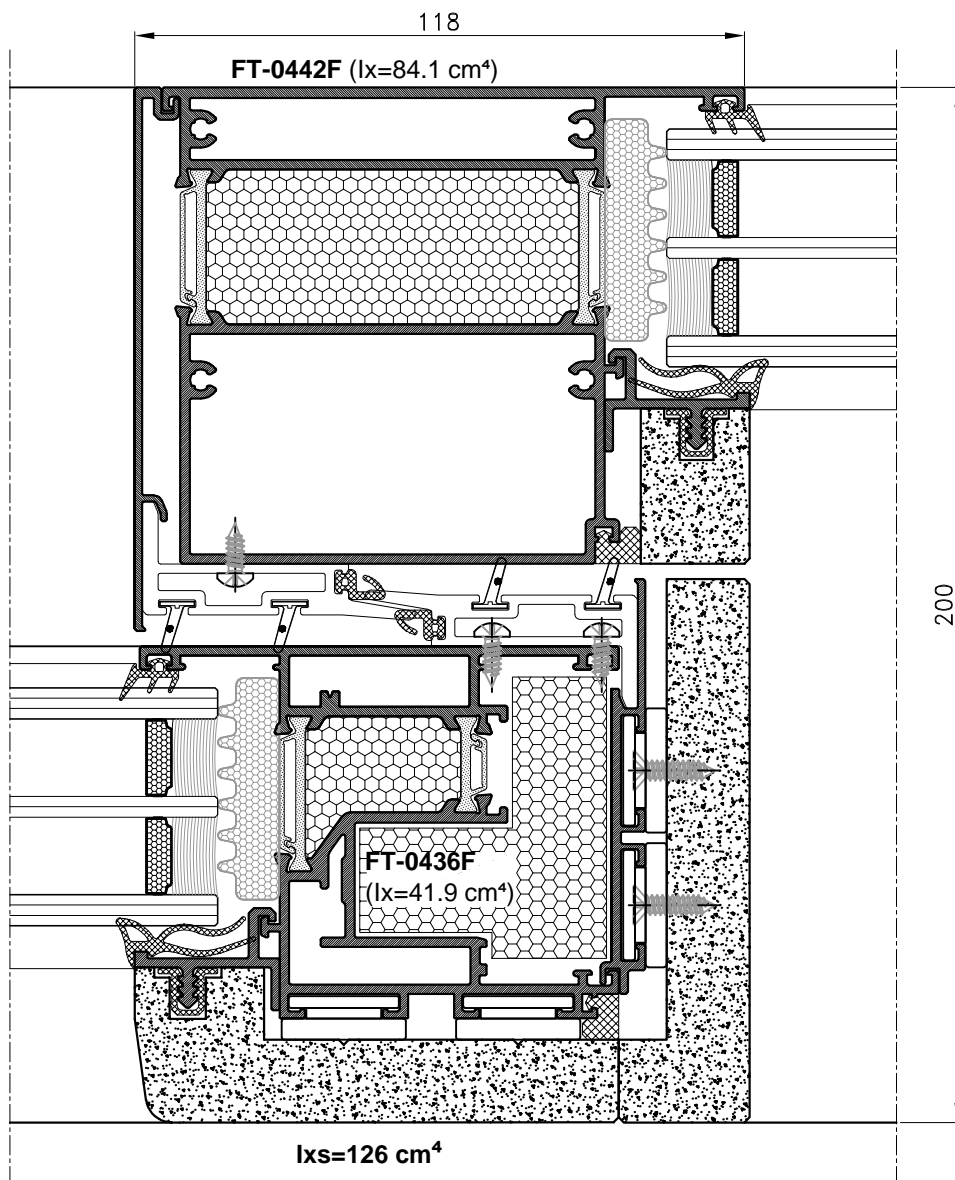 118
FT-0442F (Ix=84.1 cm⁴)
200
FT-0436F
(Ix=41.9 cm⁴)
Ixs=126 cm⁴